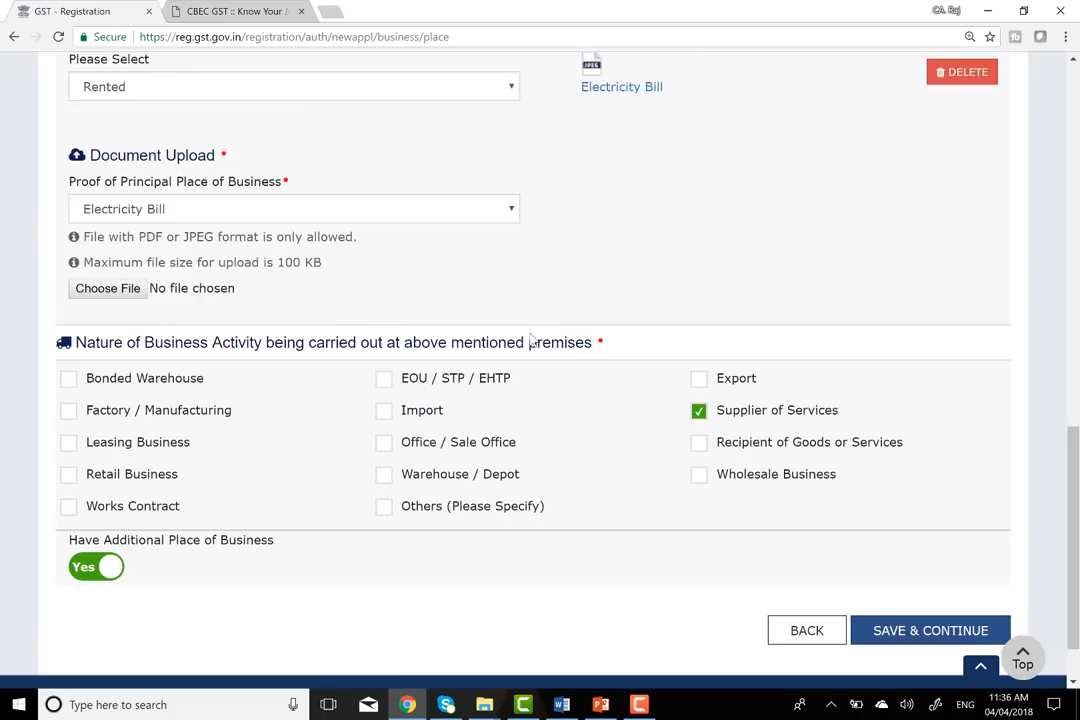 GST - Registration
CBEC GST :: Know Your J
CA. Raj
Secure
https://reg.gst.gov.in/registration/auth/newappl/business/place
Please Select
Rented
JPEG
Electricity Bill
DELETE
Document Upload •
Proof of Principal Place of Business•
Electricity Bill
File with PDF or JPEG format is only allowed.
Maximum file size for upload is 100 KB
Choose File No file chosen
Nature of Business Activity being carried out at above mentioned premises •
Bonded Warehouse
EOU / STP / EHTP
Export
Factory / Manufacturing
Import
Supplier of Services
Leasing Business
Office / Sale Office
Recipient of Goods or Services
Retail Business
Warehouse / Depot
Wholesale Business
Works Contract
Others (Please Specify)
Have Additional Place of Business
Yes
BACK
SAVE & CONTINUE
Top
Type here to search
ENG
11:36 AM
04/04/2018